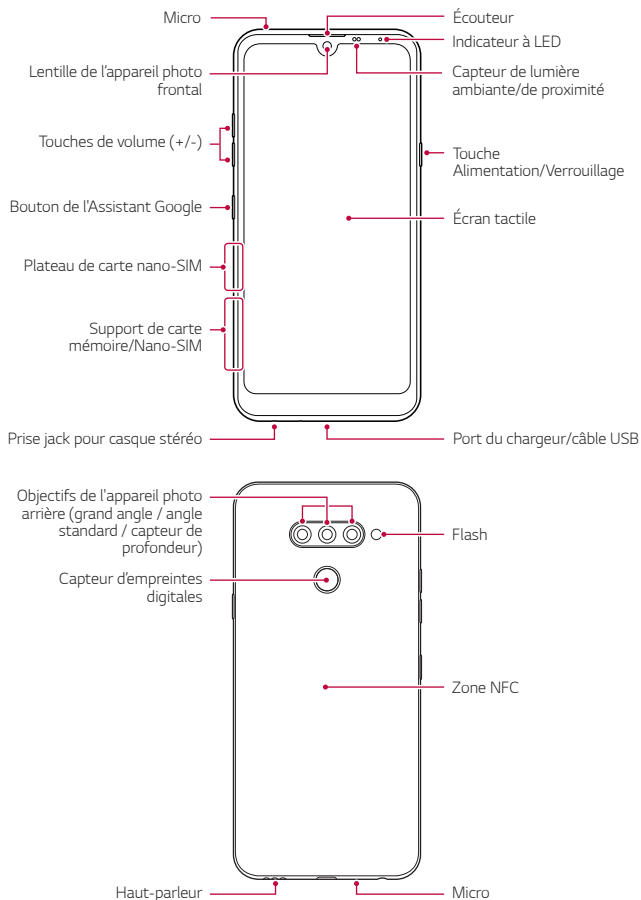 Micro
Écouteur
Indicateur à LED
Lentille de l'appareil photo
frontal
Capteur de lumière
ambiante/de proximité
Touches de volume (+/-)
Touche
Alimentation/Verrouillage
Bouton de l'Assistant Google
Écran tactile
Plateau de carte nano-SIM
Support de carte
mémoire/Nano-SIM
Prise jack pour casque stéréo
Port du chargeur/câble USB
Objectifs de l'appareil photo
arrière (grand angle / angle
standard / capteur de
profondeur)
Flash
Capteur d'empreintes
digitales
Zone NFC
Haut-parleur
Micro